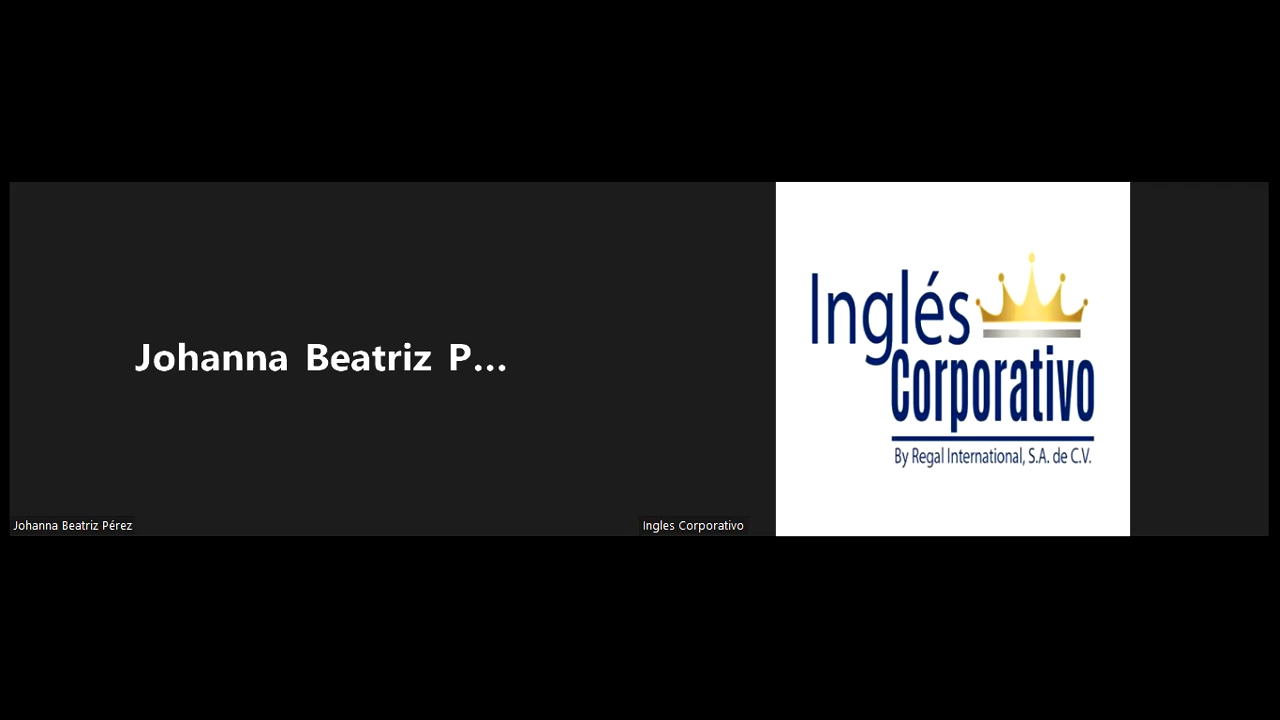 Johanna Beatriz P...
Johanna Beatriz Pérez
Ingles Corporativo
Inglés
Corporativo
By Regal International, S.A. de C.V.